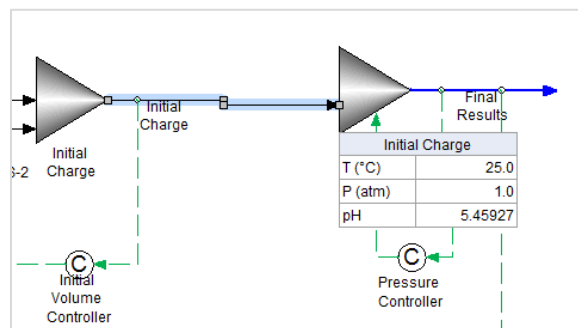 Initial
Charge
Final
Results
Initial
Charge
S-2
Initial Charge
T (°C) 25.0
P (atm) 1.0
pH 5.45927
C
Initial
Volume
Controller
C
Pressure
Controller